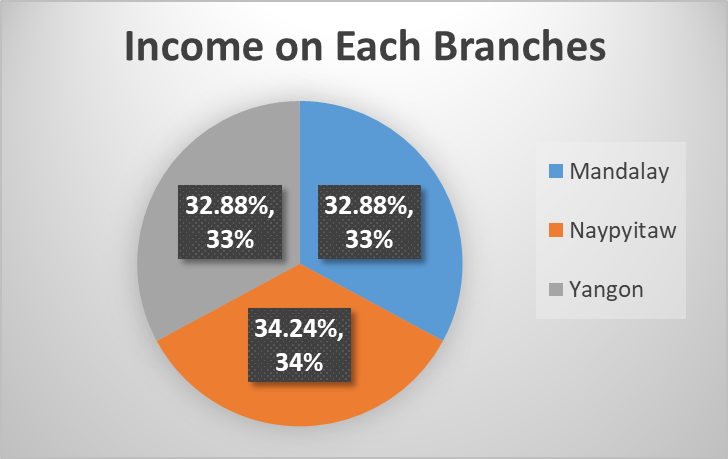 Income on Each Branches
32.88%,
33%
32.88%,
33%
34.24%,
34%
Mandalay
Naypyitaw
Yangon